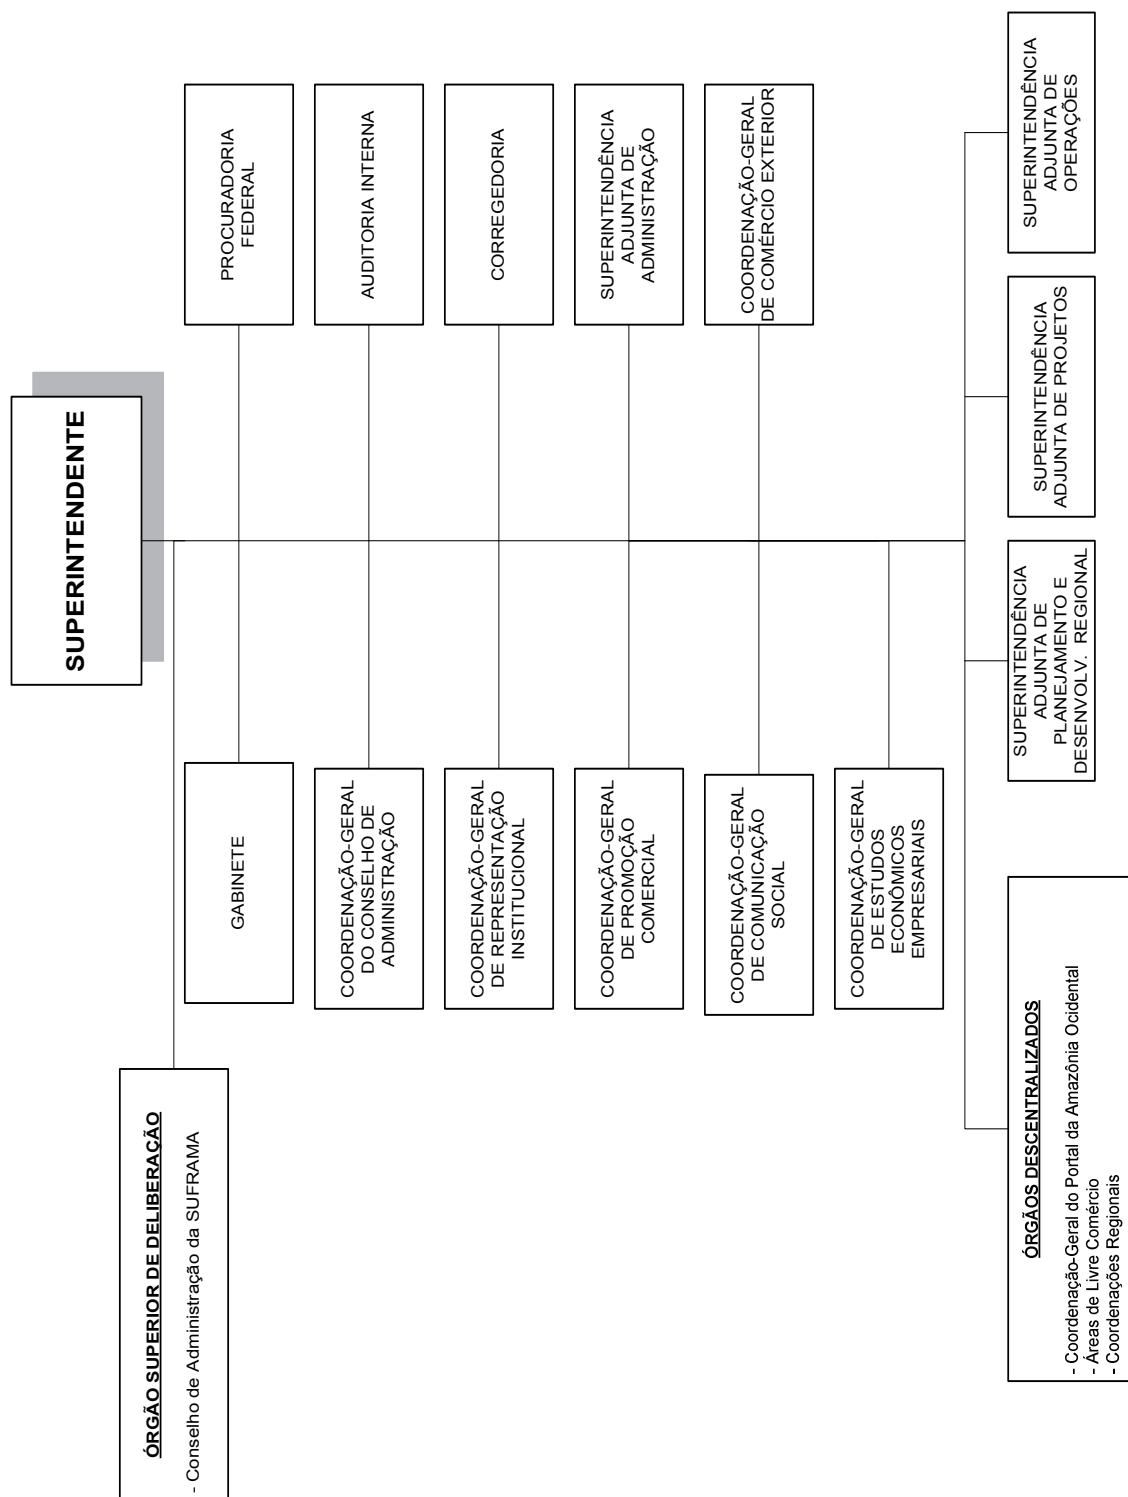 SUPERINTENDENTE
ÓRGÃO SUPERIOR DE DELIBERAÇÃO
- Conselho de Administração da SUFRAMA
GABINETE
PROCURADORIA
FEDERAL
COORDENAÇÃO-GERAL
DO CONSELHO DE
ADMINISTRAÇÃO
AUDITORIA INTERNA
COORDENAÇÃO-GERAL
DE REPRESENTAÇÃO
INSTITUCIONAL
CORREGEDORIA
COORDENAÇÃO-GERAL
DE PROMOÇÃO
COMERCIAL
SUPERINTENDÊNCIA
ADJUNTA DE
ADMINISTRAÇÃO
COORDENAÇÃO-GERAL
DE COMUNICAÇÃO
SOCIAL
COORDENAÇÃO-GERAL
DE COMÉRCIO EXTERIOR
COORDENAÇÃO-GERAL
DE ESTUDOS
ECONÔMICOS
EMPRESARIAIS
ÓRGÃOS DESCENTRALIZADOS
- Coordenação-Geral do Portal da Amazônia Ocidental
- Áreas de Livre Comércio
- Coordenações Regionais
SUPERINTENDÊNCIA
ADJUNTA DE
PLANEJAMENTO E
DESENVOLV. REGIONAL
SUPERINTENDÊNCIA
ADJUNTA DE PROJETOS
SUPERINTENDÊNCIA
ADJUNTA DE
OPERAÇÕES